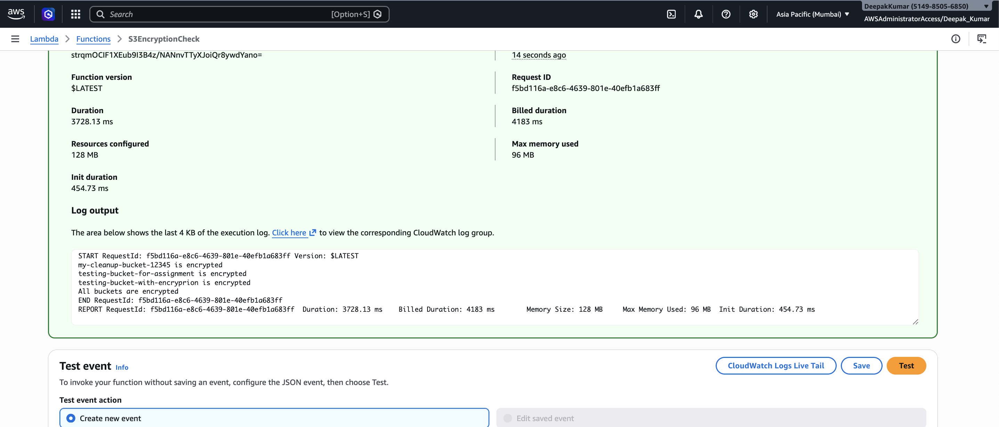 aws
Search
[Option+S]
Asia Pacific (Mumbai)
DeepakKumar (5149-8505-6850)
AWSAdministratorAccess/Deepak_Kumar
Lambda
Functions
S3EncryptionCheck
14 seconds ago
Function version
$LATEST
Request ID
f5bd116a-e8c6-4639-801e-40efb1a683ff
Duration
3728.13 ms
Billed duration
4183 ms
Resources configured
128 MB
Max memory used
96 MB
Init duration
454.73 ms
Log output
The area below shows the last 4 KB of the execution log. Click here to view the corresponding CloudWatch log group.
START RequestId: f5bd116a-e8c6-4639-801e-40efb1a683ff Version: $LATEST
my-cleanup-bucket-12345 is encrypted
testing-bucket-for-assignment is encrypted
testing-bucket-with-encryprion is encrypted
All buckets are encrypted
END RequestId: f5bd116a-e8c6-4639-801e-40efb1a683ff
REPORT RequestId: f5bd116a-e8c6-4639-801e-40efb1a683ff Duration: 3728.13 ms Billed Duration: 4183 ms Memory Size: 128 MB Max Memory Used: 96 MB Init Duration: 454.73 ms
Test event Info
CloudWatch Logs Live Tail
Save
Test
To invoke your function without saving an event, configure the JSON event, then choose Test.
Test event action
Create new event
Edit saved event